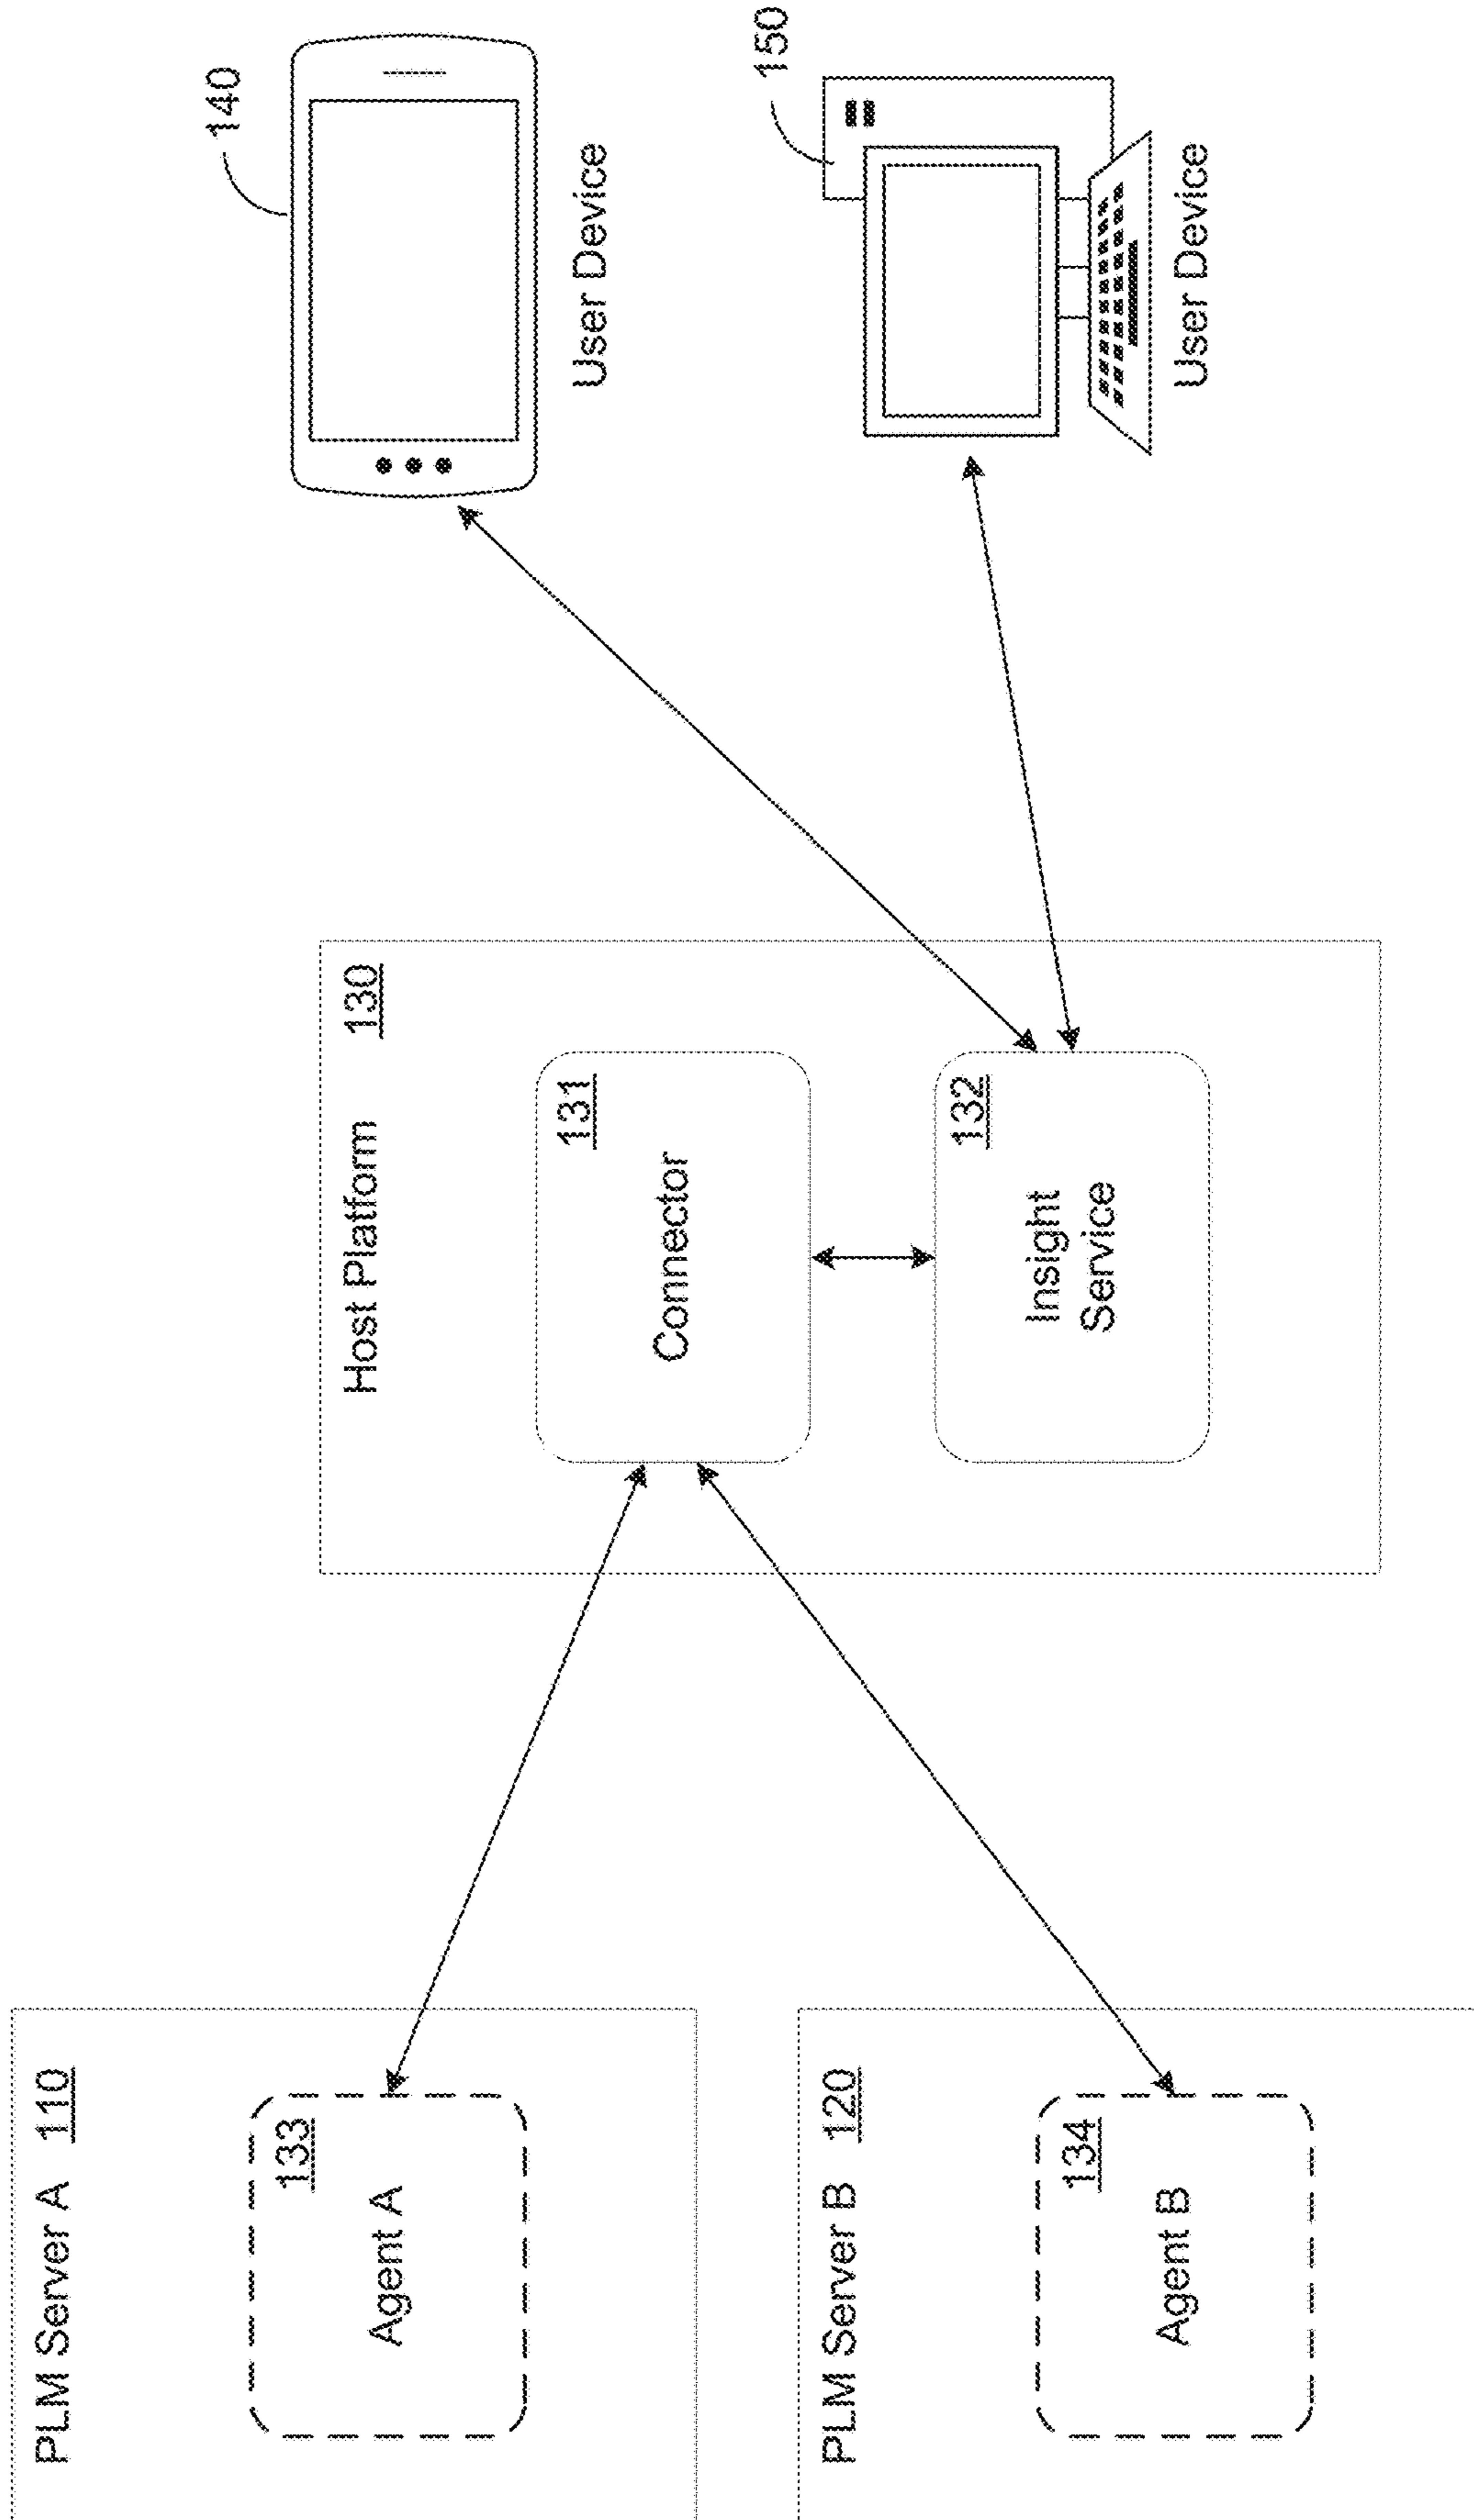 PLM Server A 110
133
Agent A
PLM Server B 120
134
Agent B
Host Platform 130
131
Connector
132
Insight
Service
140
User Device
150
User Device